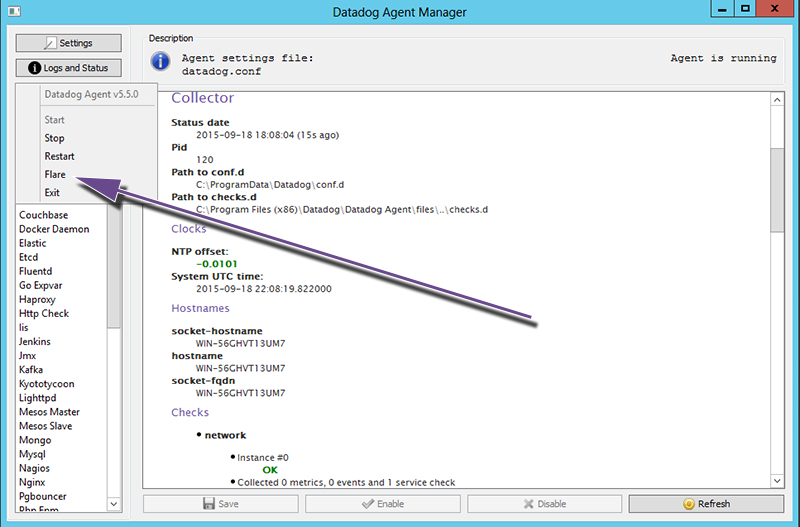 Datadog Agent Manager
Settings
Logs and Status
Datadog Agent v5.5.0
Start
Stop
Restart
Flare
Exit
Couchbase
Docker Daemon
Elastic
Etcd
Fluentd
Go Expvar
Haproxy
Http Check
Iis
Jenkins
Jmx
Kafka
Kyototycoon
Lighttpd
Mesos Master
Mesos Slave
Mongo
Mysql
Nagios
Nginx
Pgbouncer
Php Fpm
Description
Agent settings file:
datadog.conf
Agent is running
Collector
Status date
2015-09-18 18:08:04 (15s ago)
Pid
120
Path to conf.d
C:\ProgramData\Datadog\conf.d
Path to checks.d
C:\Program Files (x86)\Datadog\Datadog Agent\files\..\checks.d
Clocks
NTP offset:
-0.0101
System UTC time:
2015-09-18 22:08:19.822000
Hostnames
socket-hostname
WIN-56GHVT13UM7
hostname
WIN-56GHVT13UM7
socket-fqdn
WIN-56GHVT13UM7
Checks
• network
• Instance #0
OK
• Collected 0 metrics, 0 events and 1 service check
Save
Enable
Disable
Refresh